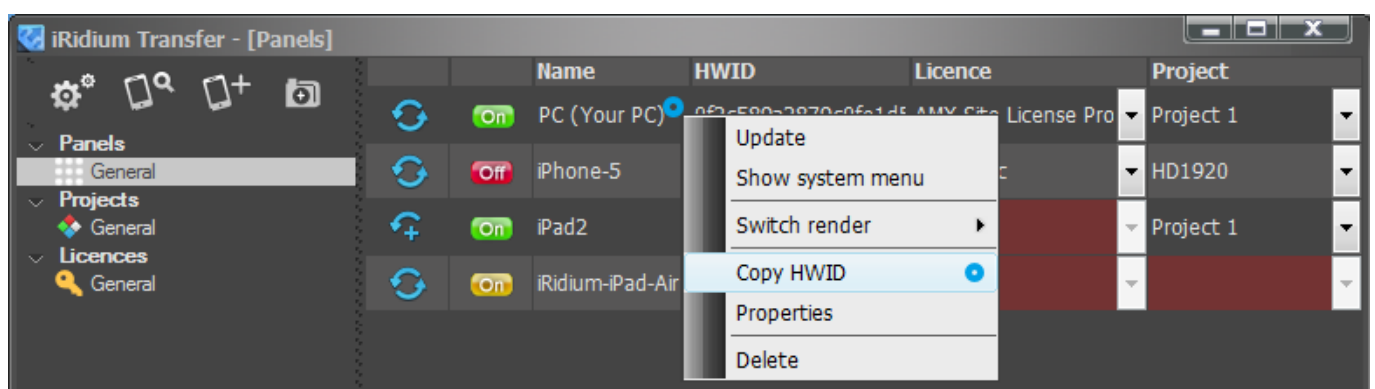 iRidium Transfer - [Panels]
Name HWID Licence Project
On PC (Your PC) AMX Site License Pro Project 1
Panels
General
Off iPhone-5 HD1920
Projects
General
On iPad2 Project 1
Licences
General
On iRidium-iPad-Air
Update
Show system menu
Switch render
Copy HWID
Properties
Delete